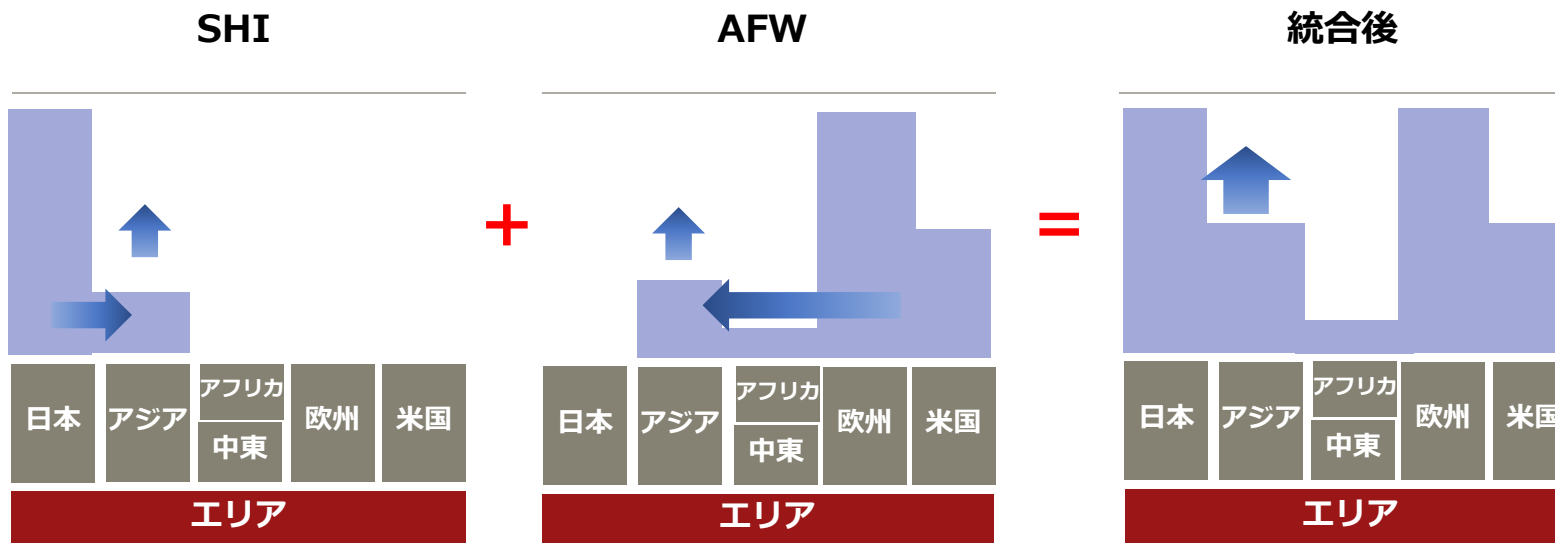 SHI
AFW
統合後
+
=
日本
アジア
アフリカ
中東
欧州
米国
エリア
日本
アジア
アフリカ
中東
欧州
米国
エリア
日本
アジア
アフリカ
中東
欧州
米国
エリア